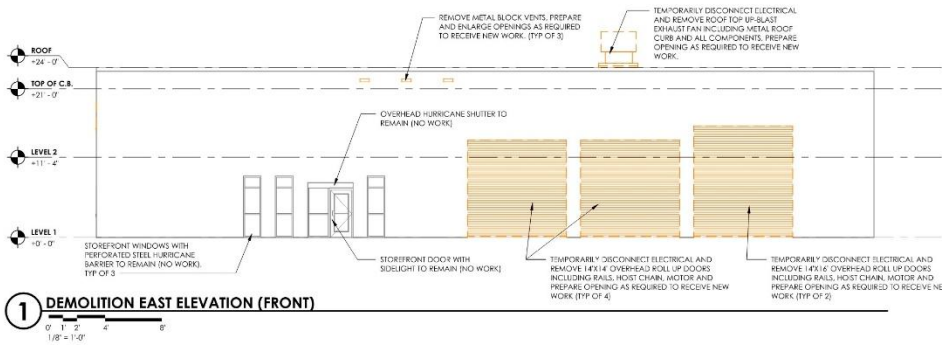 REMOVE METAL BLOCK VENTS, PREPARE
AND ENLARGE OPENINGS AS REQUIRED
TO RECEIVE NEW WORK. (TYP OF 3)
TEMPORARILY DISCONNECT ELECTRICAL
AND REMOVE ROOF TOP UP-BLAST
EXHAUST FAN INCLUDING METAL ROOF
CURB AND ALL COMPONENTS, PREPARE
OPENING AS REQUIRED TO RECEIVE NEW
WORK.
ROOF
+24' - 0"
TOP OF C.B.
+21' - 0"
OVERHEAD HURRICANE SHUTTER TO
REMAIN (NO WORK)
LEVEL 2
+11' - 4"
LEVEL 1
+0' - 0"
STOREFRONT WINDOWS WITH
PERFORATED STEEL HURRICANE
BARRIER TO REMAIN (NO WORK).
TYP OF 3
STOREFRONT DOOR WITH
SIDELIGHT TO REMAIN (NO WORK)
TEMPORARILY DISCONNECT ELECTRICAL AND
REMOVE 14'X14' OVERHEAD ROLL UP DOORS
INCLUDING RAILS, HOIST CHAIN, MOTOR AND
PREPARE OPENING AS REQUIRED TO RECEIVE NEW
WORK (TYP OF 4)
TEMPORARILY DISCONNECT ELECTRICAL AND
REMOVE 14'X16' OVERHEAD ROLL UP DOORS
INCLUDING RAILS, HOIST CHAIN, MOTOR AND
PREPARE OPENING AS REQUIRED TO RECEIVE NE
WORK (TYP OF 2)
1 DEMOLITION EAST ELEVATION (FRONT)
0' 1' 2' 4' 8'
1/8" = 1'-0"